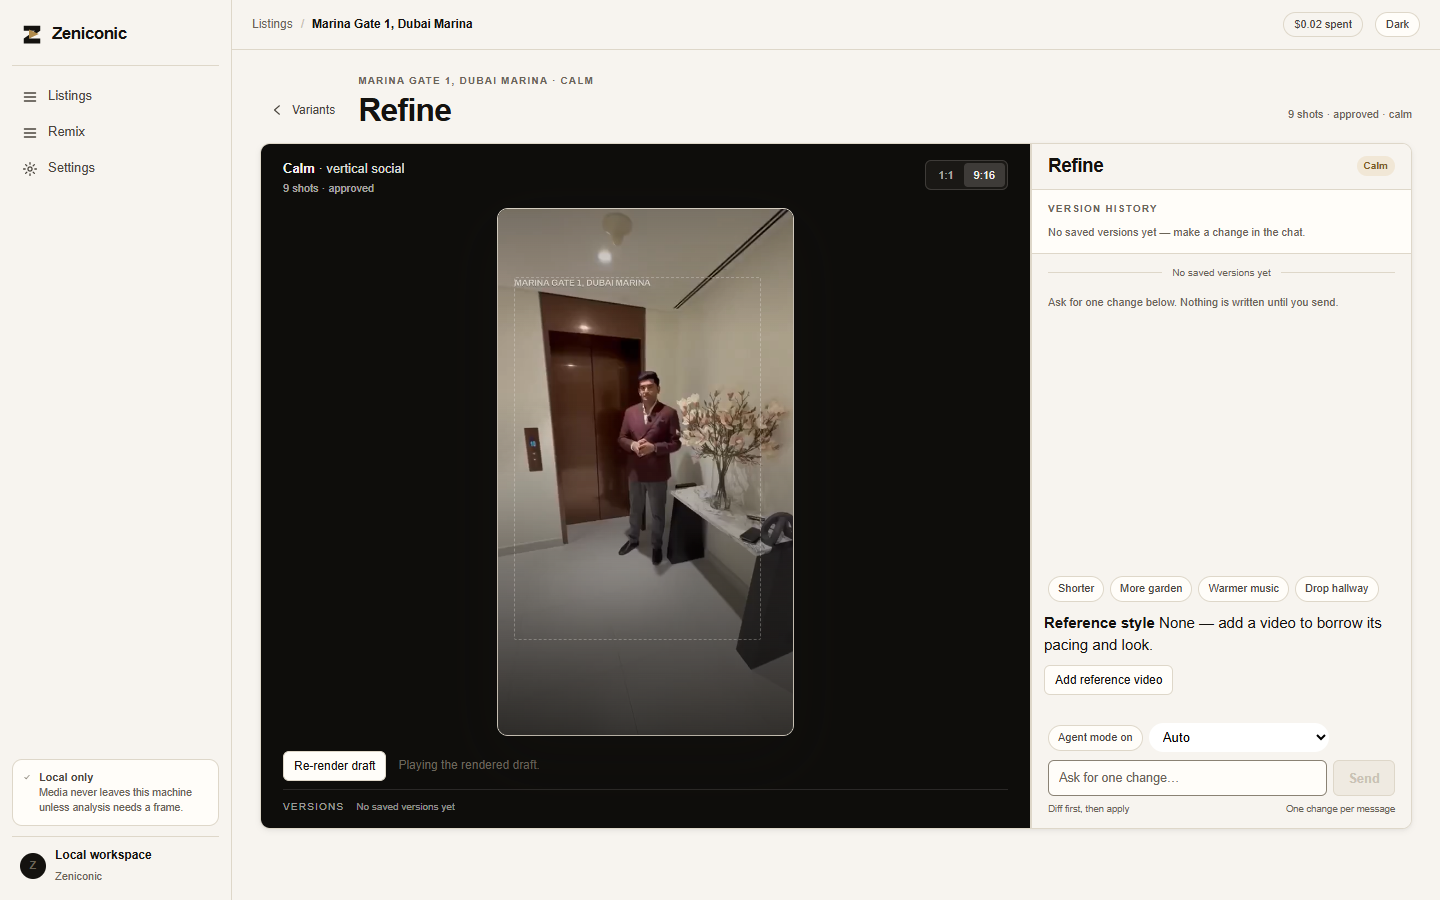 Zeniconic
Listings
Remix
Settings
Local only
Media never leaves this machine
unless analysis needs a frame.
Z
Local workspace
Zeniconic
Listings / Marina Gate 1, Dubai Marina
$0.02 spent
Dark
MARINA GATE 1, DUBAI MARINA · CALM
Variants
Refine
9 shots · approved · calm
Calm · vertical social
9 shots · approved
1:1
9:16
MARINA GATE 1, DUBAI MARINA
Re-render draft
Playing the rendered draft.
VERSIONS No saved versions yet
Refine
Calm
VERSION HISTORY
No saved versions yet — make a change in the chat.
No saved versions yet
Ask for one change below. Nothing is written until you send.
Shorter
More garden
Warmer music
Drop hallway
Reference style None — add a video to borrow its
pacing and look.
Add reference video
Agent mode on
Auto
Ask for one change...
Send
Diff first, then apply
One change per message